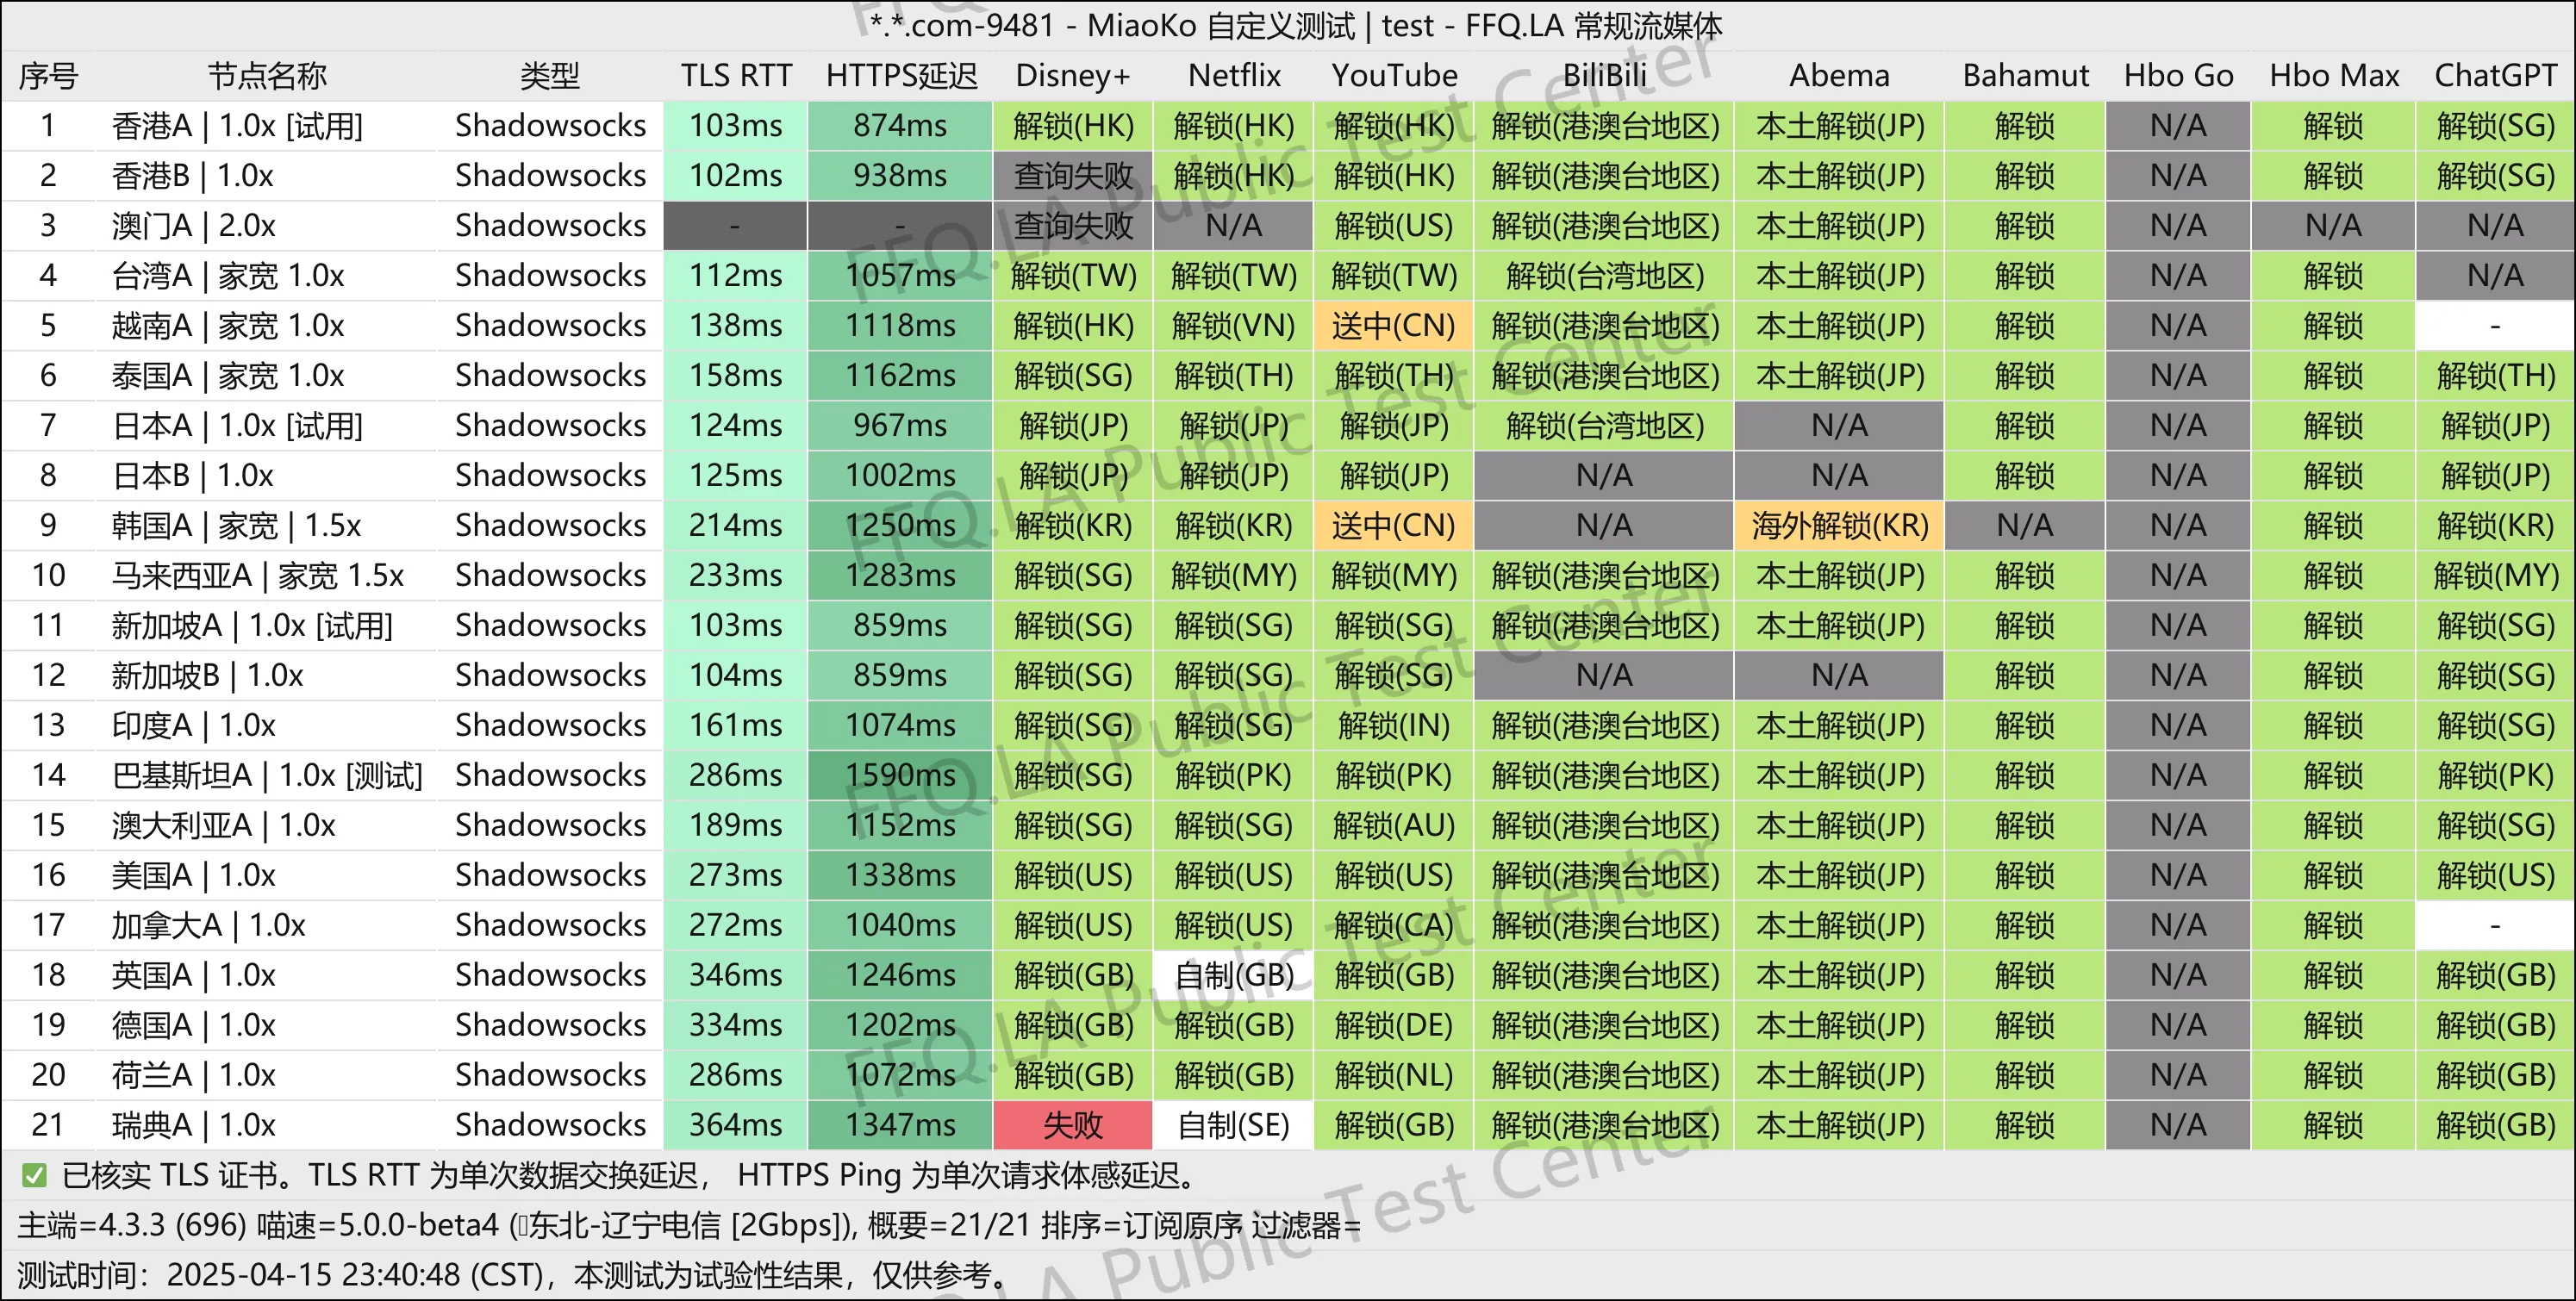 *.*.com-9481 - MiaoKo 自定义测试 | test - FFQ.LA 常规流媒体
序号 节点名称 类型 TLS RTT HTTPS延迟 Disney+ Netflix YouTube BiliBili Abema Bahamut Hbo Go Hbo Max ChatGPT
1 香港A | 1.0x [试用] Shadowsocks 103ms 874ms 解锁(HK) 解锁(HK) 解锁(HK) 解锁(港澳台地区) 本土解锁(JP) 解锁 N/A 解锁 解锁(SG)
2 香港B | 1.0x Shadowsocks 102ms 938ms 查询失败 解锁(HK) 解锁(HK) 解锁(港澳台地区) 本土解锁(JP) 解锁 N/A 解锁 解锁(SG)
3 澳门A | 2.0x Shadowsocks - - 查询失败 N/A 解锁(US) 解锁(港澳台地区) 本土解锁(JP) 解锁 N/A N/A N/A
4 台湾A | 家宽 1.0x Shadowsocks 112ms 1057ms 解锁(TW) 解锁(TW) 解锁(TW) 解锁(台湾地区) 本土解锁(JP) 解锁 N/A 解锁 N/A
5 越南A | 家宽 1.0x Shadowsocks 138ms 1118ms 解锁(HK) 解锁(VN) 送中(CN) 解锁(港澳台地区) 本土解锁(JP) 解锁 N/A 解锁 -
6 泰国A | 家宽 1.0x Shadowsocks 158ms 1162ms 解锁(SG) 解锁(TH) 解锁(TH) 解锁(港澳台地区) 本土解锁(JP) 解锁 N/A 解锁 解锁(TH)
7 日本A | 1.0x [试用] Shadowsocks 124ms 967ms 解锁(JP) 解锁(JP) 解锁(JP) 解锁(台湾地区) N/A 解锁 N/A 解锁 解锁(JP)
8 日本B | 1.0x Shadowsocks 125ms 1002ms 解锁(JP) 解锁(JP) 解锁(JP) N/A N/A 解锁 N/A 解锁 解锁(JP)
9 韩国A | 家宽 | 1.5x Shadowsocks 214ms 1250ms 解锁(KR) 解锁(KR) 送中(CN) N/A 海外解锁(KR) N/A N/A 解锁 解锁(KR)
10 马来西亚A | 家宽 1.5x Shadowsocks 233ms 1283ms 解锁(SG) 解锁(MY) 解锁(MY) 解锁(港澳台地区) 本土解锁(JP) 解锁 N/A 解锁 解锁(MY)
11 新加坡A | 1.0x [试用] Shadowsocks 103ms 859ms 解锁(SG) 解锁(SG) 解锁(SG) 解锁(港澳台地区) 本土解锁(JP) 解锁 N/A 解锁 解锁(SG)
12 新加坡B | 1.0x Shadowsocks 104ms 859ms 解锁(SG) 解锁(SG) 解锁(SG) N/A N/A 解锁 N/A 解锁 解锁(SG)
13 印度A | 1.0x Shadowsocks 161ms 1074ms 解锁(SG) 解锁(SG) 解锁(IN) 解锁(港澳台地区) 本土解锁(JP) 解锁 N/A 解锁 解锁(SG)
14 巴基斯坦A | 1.0x [测试] Shadowsocks 286ms 1590ms 解锁(SG) 解锁(PK) 解锁(PK) 解锁(港澳台地区) 本土解锁(JP) 解锁 N/A 解锁 解锁(PK)
15 澳大利亚A | 1.0x Shadowsocks 189ms 1152ms 解锁(SG) 解锁(SG) 解锁(AU) 解锁(港澳台地区) 本土解锁(JP) 解锁 N/A 解锁 解锁(SG)
16 美国A | 1.0x Shadowsocks 273ms 1338ms 解锁(US) 解锁(US) 解锁(US) 解锁(港澳台地区) 本土解锁(JP) 解锁 N/A 解锁 解锁(US)
17 加拿大A | 1.0x Shadowsocks 272ms 1040ms 解锁(US) 解锁(US) 解锁(CA) 解锁(港澳台地区) 本土解锁(JP) 解锁 N/A 解锁 -
18 英国A | 1.0x Shadowsocks 346ms 1246ms 解锁(GB) 自制(GB) 解锁(GB) 解锁(港澳台地区) 本土解锁(JP) 解锁 N/A 解锁 解锁(GB)
19 德国A | 1.0x Shadowsocks 334ms 1202ms 解锁(GB) 解锁(GB) 解锁(DE) 解锁(港澳台地区) 本土解锁(JP) 解锁 N/A 解锁 解锁(GB)
20 荷兰A | 1.0x Shadowsocks 286ms 1072ms 解锁(GB) 解锁(GB) 解锁(NL) 解锁(港澳台地区) 本土解锁(JP) 解锁 N/A 解锁 解锁(GB)
21 瑞典A | 1.0x Shadowsocks 364ms 1347ms 失败 自制(SE) 解锁(GB) 解锁(港澳台地区) 本土解锁(JP) 解锁 N/A 解锁 解锁(GB)
✅ 已核实 TLS 证书。TLS RTT 为单次数据交换延迟， HTTPS Ping 为单次请求体感延迟。
主端=4.3.3 (696) 喵速=5.0.0-beta4 (▯东北-辽宁电信 [2Gbps]), 概要=21/21 排序=订阅原序 过滤器=
测试时间：2025-04-15 23:40:48 (CST)，本测试为试验性结果，仅供参考。
FFQ.LA Public Test Center
FFQ.LA Public Test Center
FFQ.LA Public Test Center
FFQ.LA Public Test Center